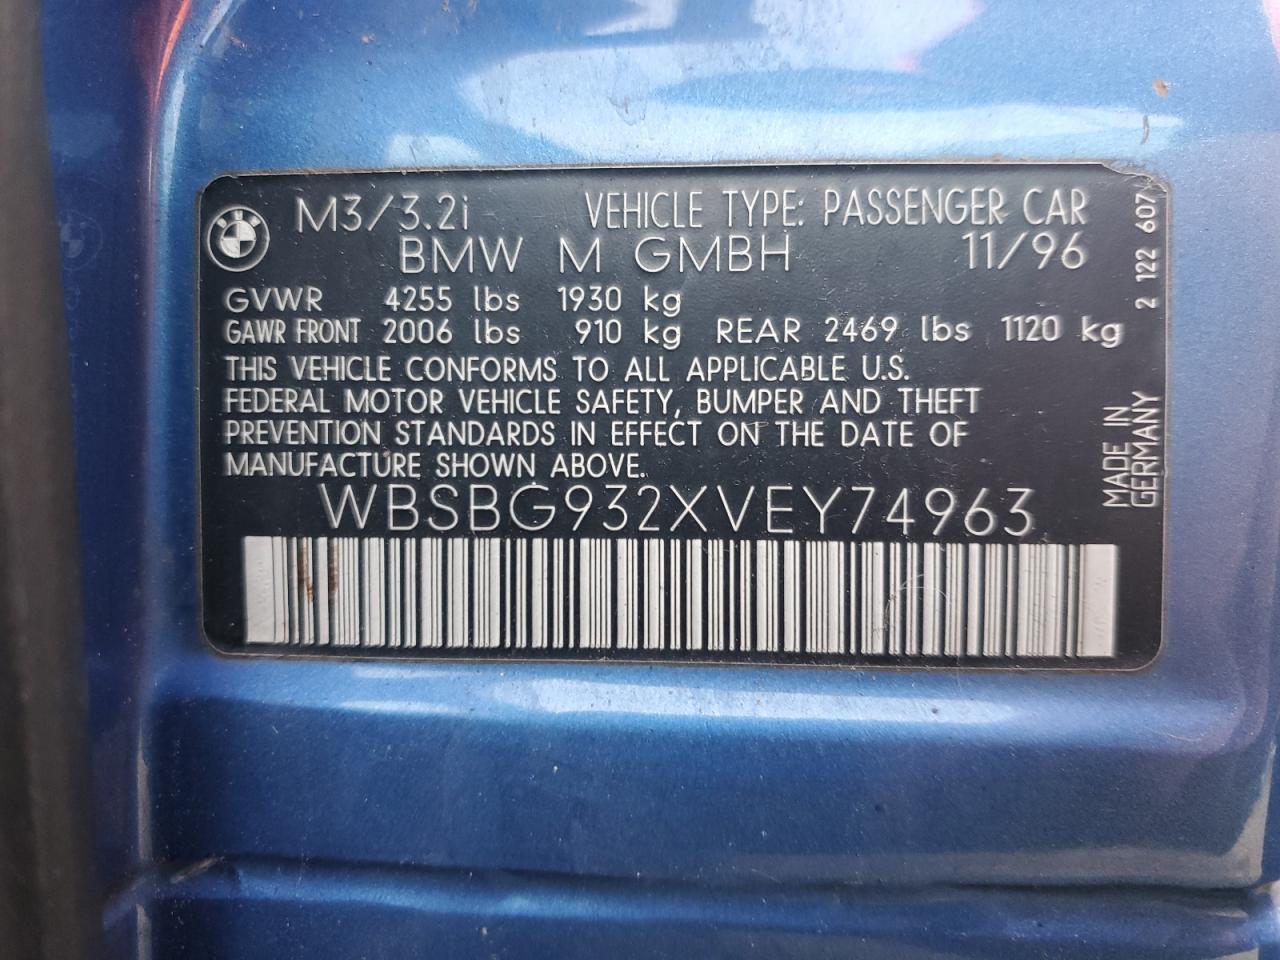 M3/3.2i VEHICLE TYPE: PASSENGER CAR
BMW M GMBH 11/96
GVWR 4255 lbs 1930 kg
GAWR FRONT 2006 lbs 910 kg REAR 2469 lbs 1120 kg
THIS VEHICLE CONFORMS TO ALL APPLICABLE U.S.
FEDERAL MOTOR VEHICLE SAFETY, BUMPER AND THEFT
PREVENTION STANDARDS IN EFFECT ON THE DATE OF
MANUFACTURE SHOWN ABOVE.
WBSBG932XVEY74963
2 122 607
MADE IN
GERMANY